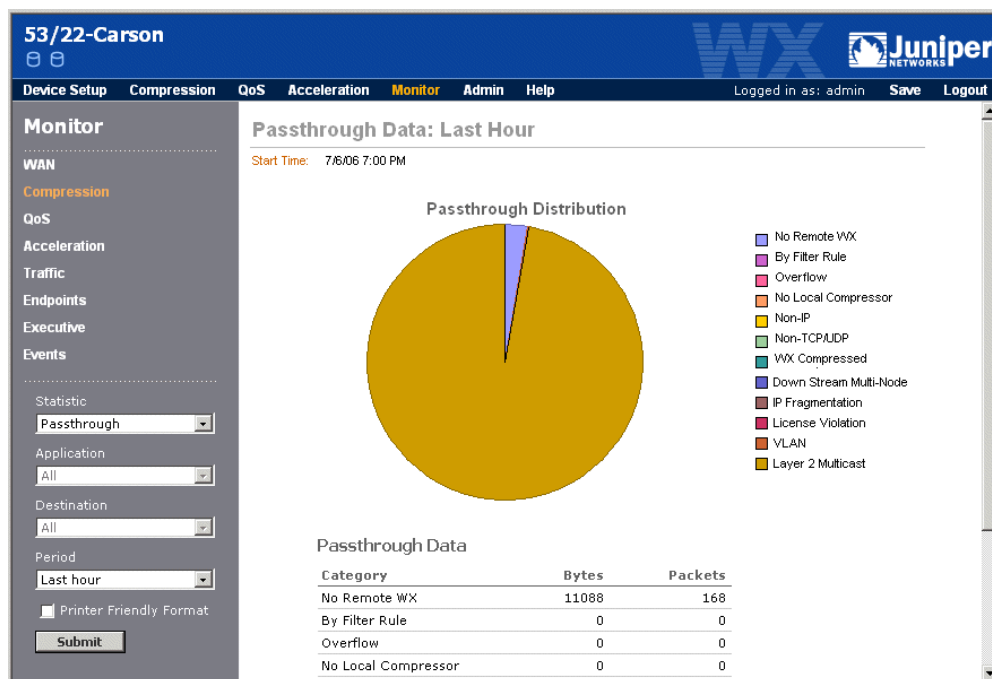 53/22-Carson
WX
Juniper
NETWORKS
Device Setup Compression QoS Acceleration Monitor Admin Help Logged in as: admin Save Logout
Monitor
WAN
Compression
QoS
Acceleration
Traffic
Endpoints
Executive
Events
Statistic
Passthrough
Application
All
Destination
All
Period
Last hour
Printer Friendly Format
Submit
Passthrough Data: Last Hour
Start Time: 7/6/06 7:00 PM
Passthrough Distribution
No Remote WX
By Filter Rule
Overflow
No Local Compressor
Non-IP
Non-TCP/UDP
WX Compressed
Down Stream Multi-Node
IP Fragmentation
License Violation
VLAN
Layer 2 Multicast
Passthrough Data
Category Bytes Packets
No Remote WX 11088 168
By Filter Rule 0 0
Overflow 0 0
No Local Compressor 0 0